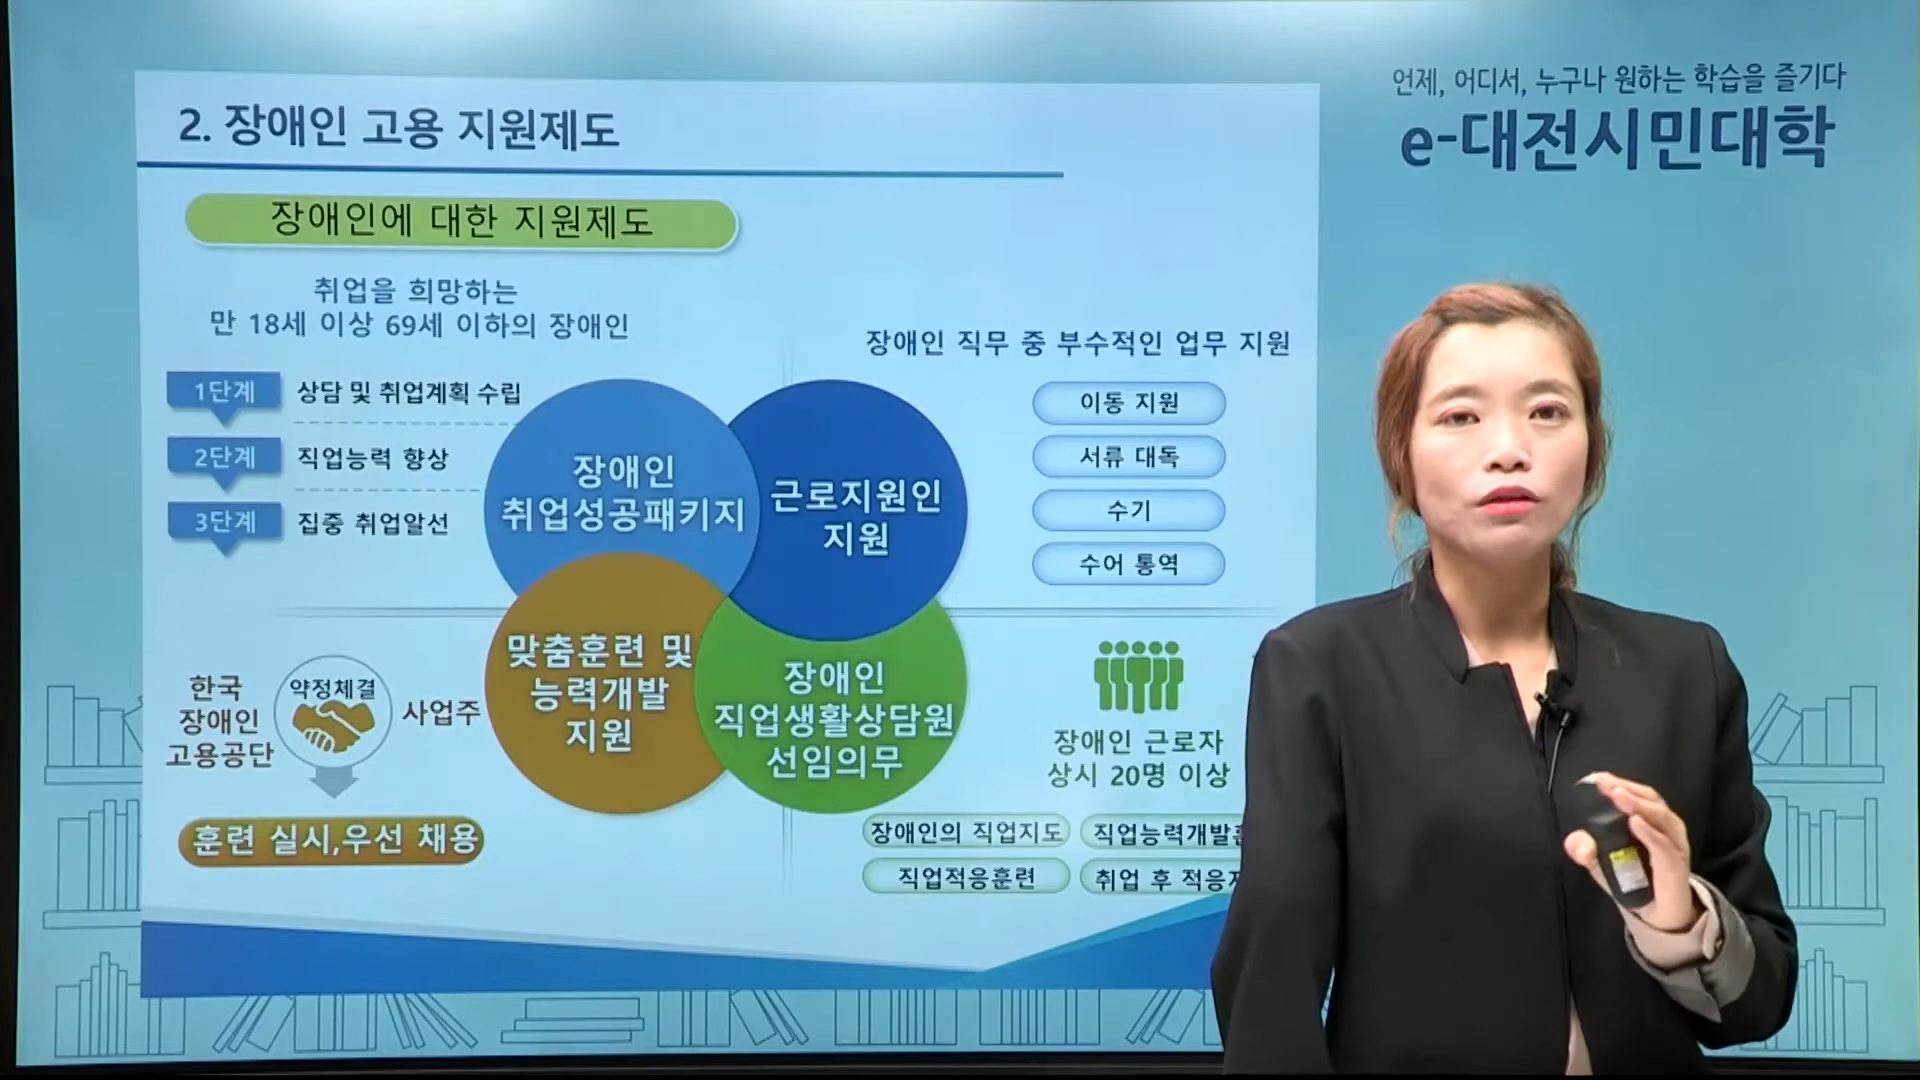 언제, 어디서, 누구나 원하는 학습을 즐기다
e-대전시민대학
2. 장애인 고용 지원제도
장애인에 대한 지원제도
취업을 희망하는
만 18세 이상 69세 이하의 장애인
1단계 상담 및 취업계획 수립
2단계 직업능력 향상
3단계 집중 취업알선
장애인
취업성공패키지
근로지원인
지원
장애인 직무 중 부수적인 업무 지원
이동 지원
서류 대독
수기
수어 통역
맞춤훈련 및
능력개발
지원
한국
장애인
고용공단
약정체결
사업주
훈련 실시,우선 채용
장애인
직업생활상담원
선임의무
장애인 근로자
상시 20명 이상
장애인의 직업지도
직업능력개발
직업적응훈련
취업 후 적응